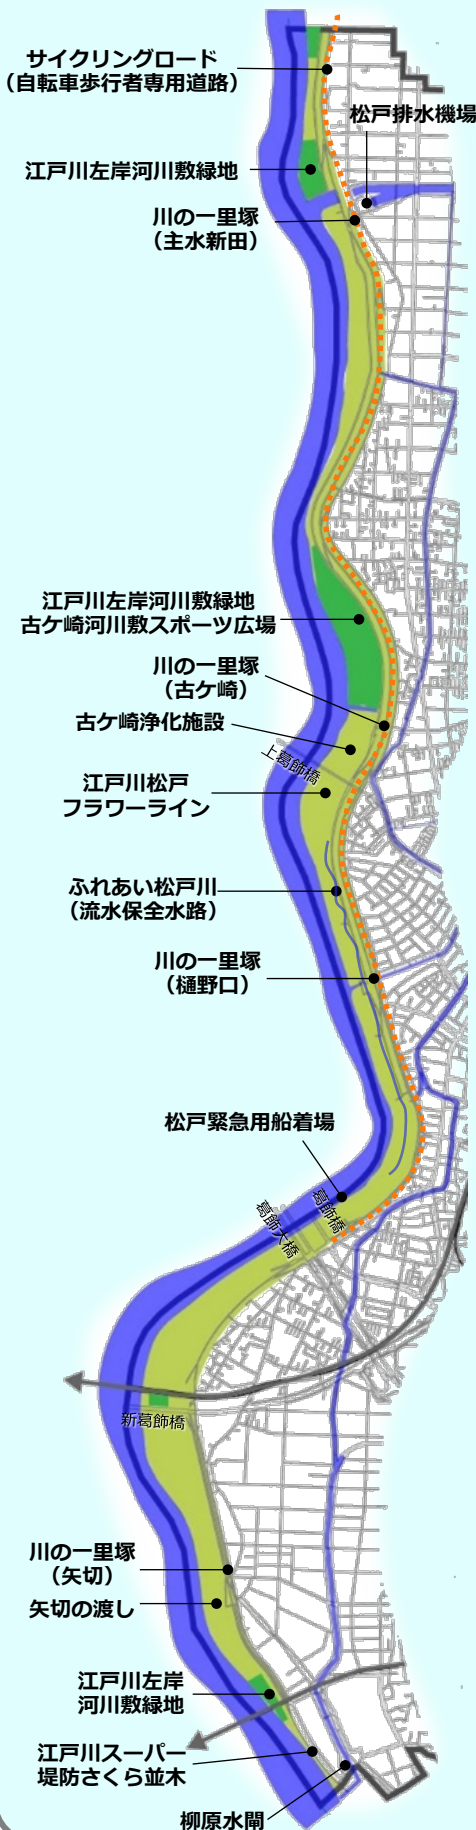 サイクリングロード
（自転車歩行者専用道路）
松戸排水機場
江戸川左岸河川敷緑地
川の一里塚
（主水新田）
江戸川左岸河川敷緑地
古ケ崎河川敷スポーツ広場
川の一里塚
（古ケ崎）
古ケ崎浄化施設
上葛飾橋
江戸川松戸
フラワーライン
ふれあい松戸川
（流水保全水路）
川の一里塚
（樋野口）
松戸緊急用船着場
葛飾橋
葛飾大橋
新葛飾橋
川の一里塚
（矢切）
矢切の渡し
江戸川左岸
河川敷緑地
江戸川スーパー
堤防さくら並木
柳原水閘